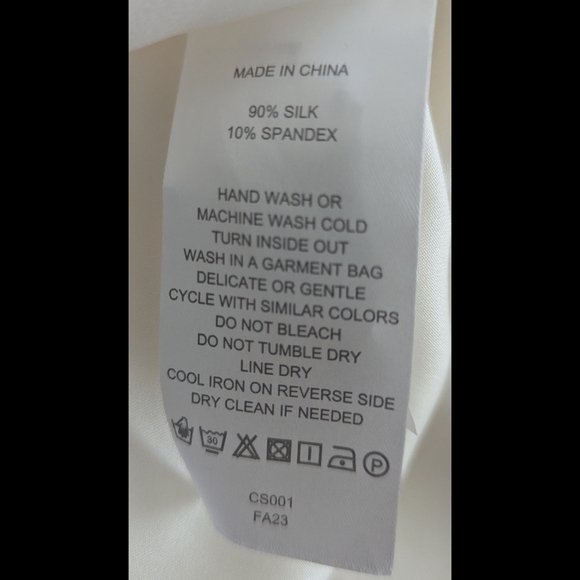 MADE IN CHINA
90% SILK
10% SPANDEX
HAND WASH OR
MACHINE WASH COLD
TURN INSIDE OUT
WASH IN A GARMENT BAG
DELICATE OR GENTLE
CYCLE WITH SIMILAR COLORS
DO NOT BLEACH
DO NOT TUMBLE DRY
LINE DRY
COOL IRON ON REVERSE SIDE
DRY CLEAN IF NEEDED
30 P
CS001
FA23